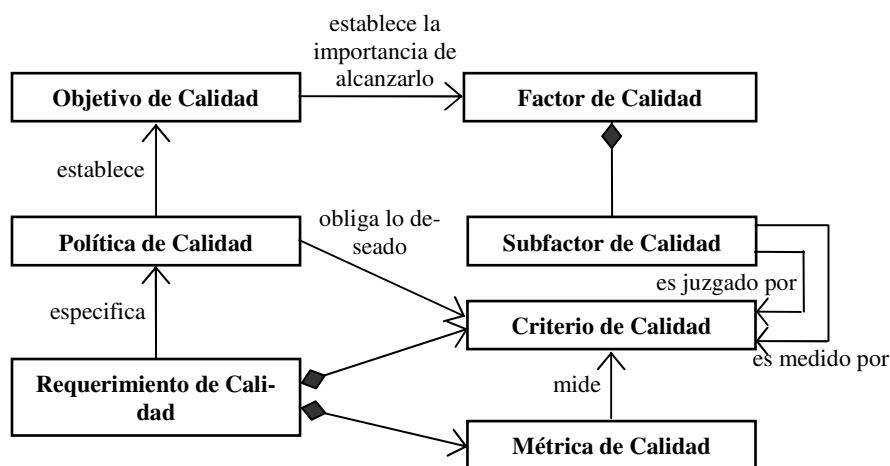 establece la
importancia de
alcanzarlo
Objetivo de Calidad
Factor de Calidad
establece
obliga lo de-
seado
Política de Calidad
Subfactor de Calidad
es juzgado por
especifica
Criterio de Calidad
es medido por
Requerimiento de Cali-
dad
mide
Métrica de Calidad